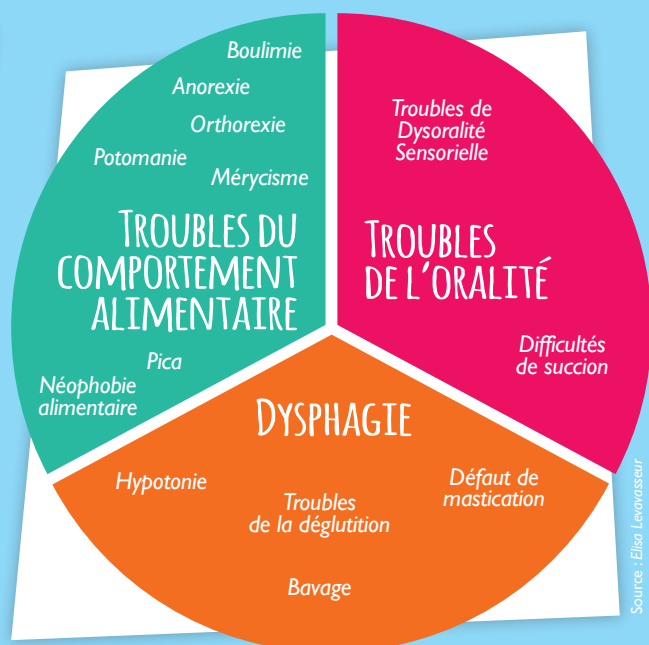 Boulimie
Anorexie
Orthorexie
Potomanie
Mérycisme
TROUBLES DU
COMPORTEMENT
ALIMENTAIRE
Pica
Néophobie
alimentaire
Troubles de
Dysoralité
Sensorielle
TROUBLES
DE L'ORALITÉ
Difficultés
de succion
DYSPHAGIE
Hypotonie
Troubles
de la déglutition
Défaut de
mastication
Bavage
Source : Elisa Levavasseur